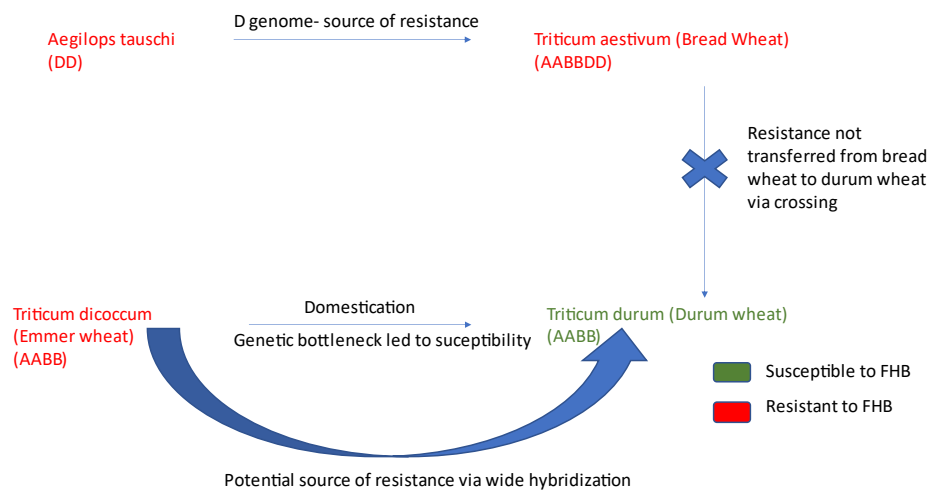 D genome- source of resistance
Aegilops tauschi
(DD)
Triticum aestivum (Bread Wheat)
(AABBDD)
Resistance not
transferred from bread
wheat to durum wheat
via crossing
Triticum dicoccum
(Emmer wheat)
(AABB)
Domestication
Genetic bottleneck led to suceptibility
Triticum durum (Durum wheat)
(AABB)
Susceptible to FHB
Resistant to FHB
Potential source of resistance via wide hybridization